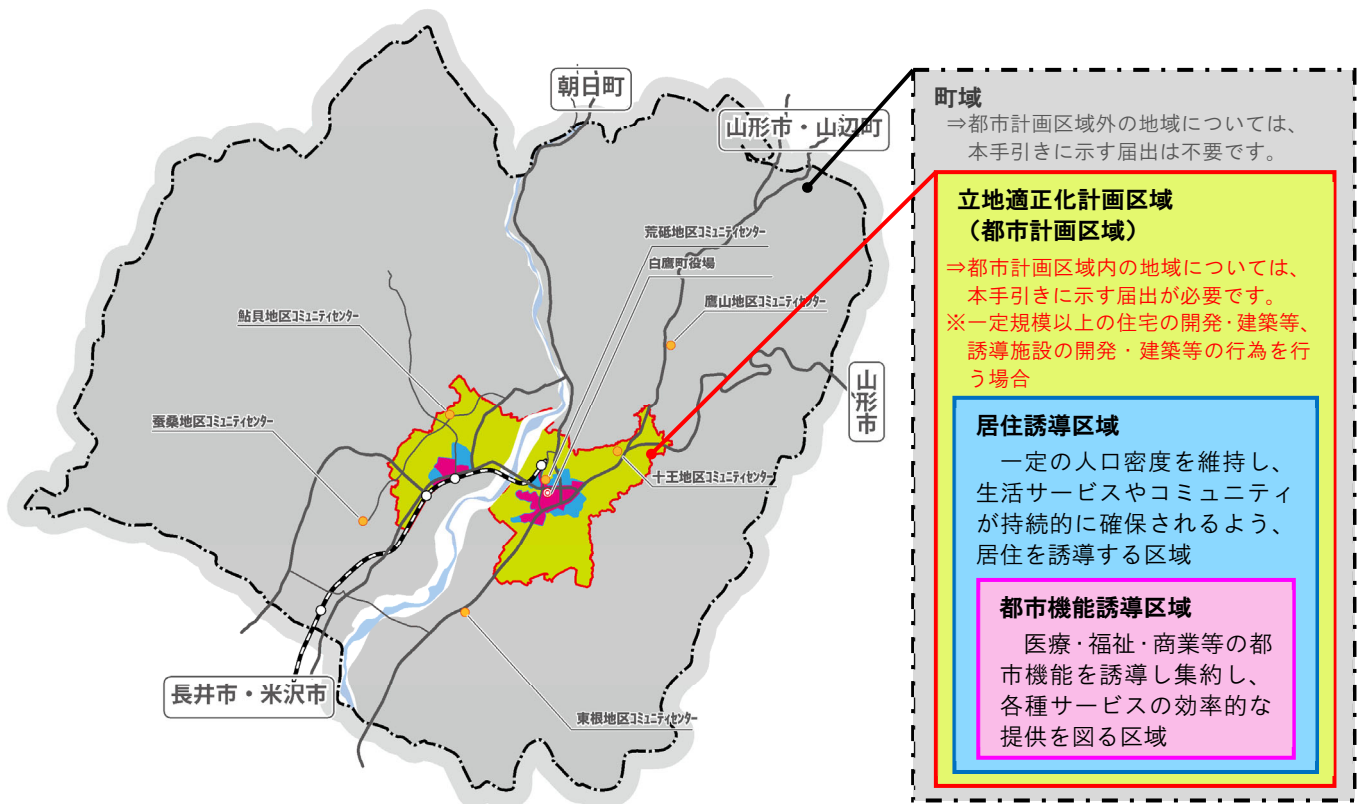 朝日町
山形市・山辺町
荒砥地区コミュニティセンター
白鷹町役場
鷹山地区コミュニティセンター
鮎貝地区コミュニティセンター
山形市
蚕桑地区コミュニティセンター
十王地区コミュニティセンター
長井市・米沢市
東根地区コミュニティセンター
町域
⇒都市計画区域外の地域については、
本手引きに示す届出は不要です。
立地適正化計画区域
(都市計画区域)
⇒都市計画区域内の地域については、
本手引きに示す届出が必要です。
※一定規模以上の住宅の開発・建築等、
誘導施設の開発・建築等の行為を行
う場合
居住誘導区域
一定の人口密度を維持し、
生活サービスやコミュニティ
が持続的に確保されるよう、
居住を誘導する区域
都市機能誘導区域
医療・福祉・商業等の都
市機能を誘導し集約し、
各種サービスの効率的な
提供を図る区域